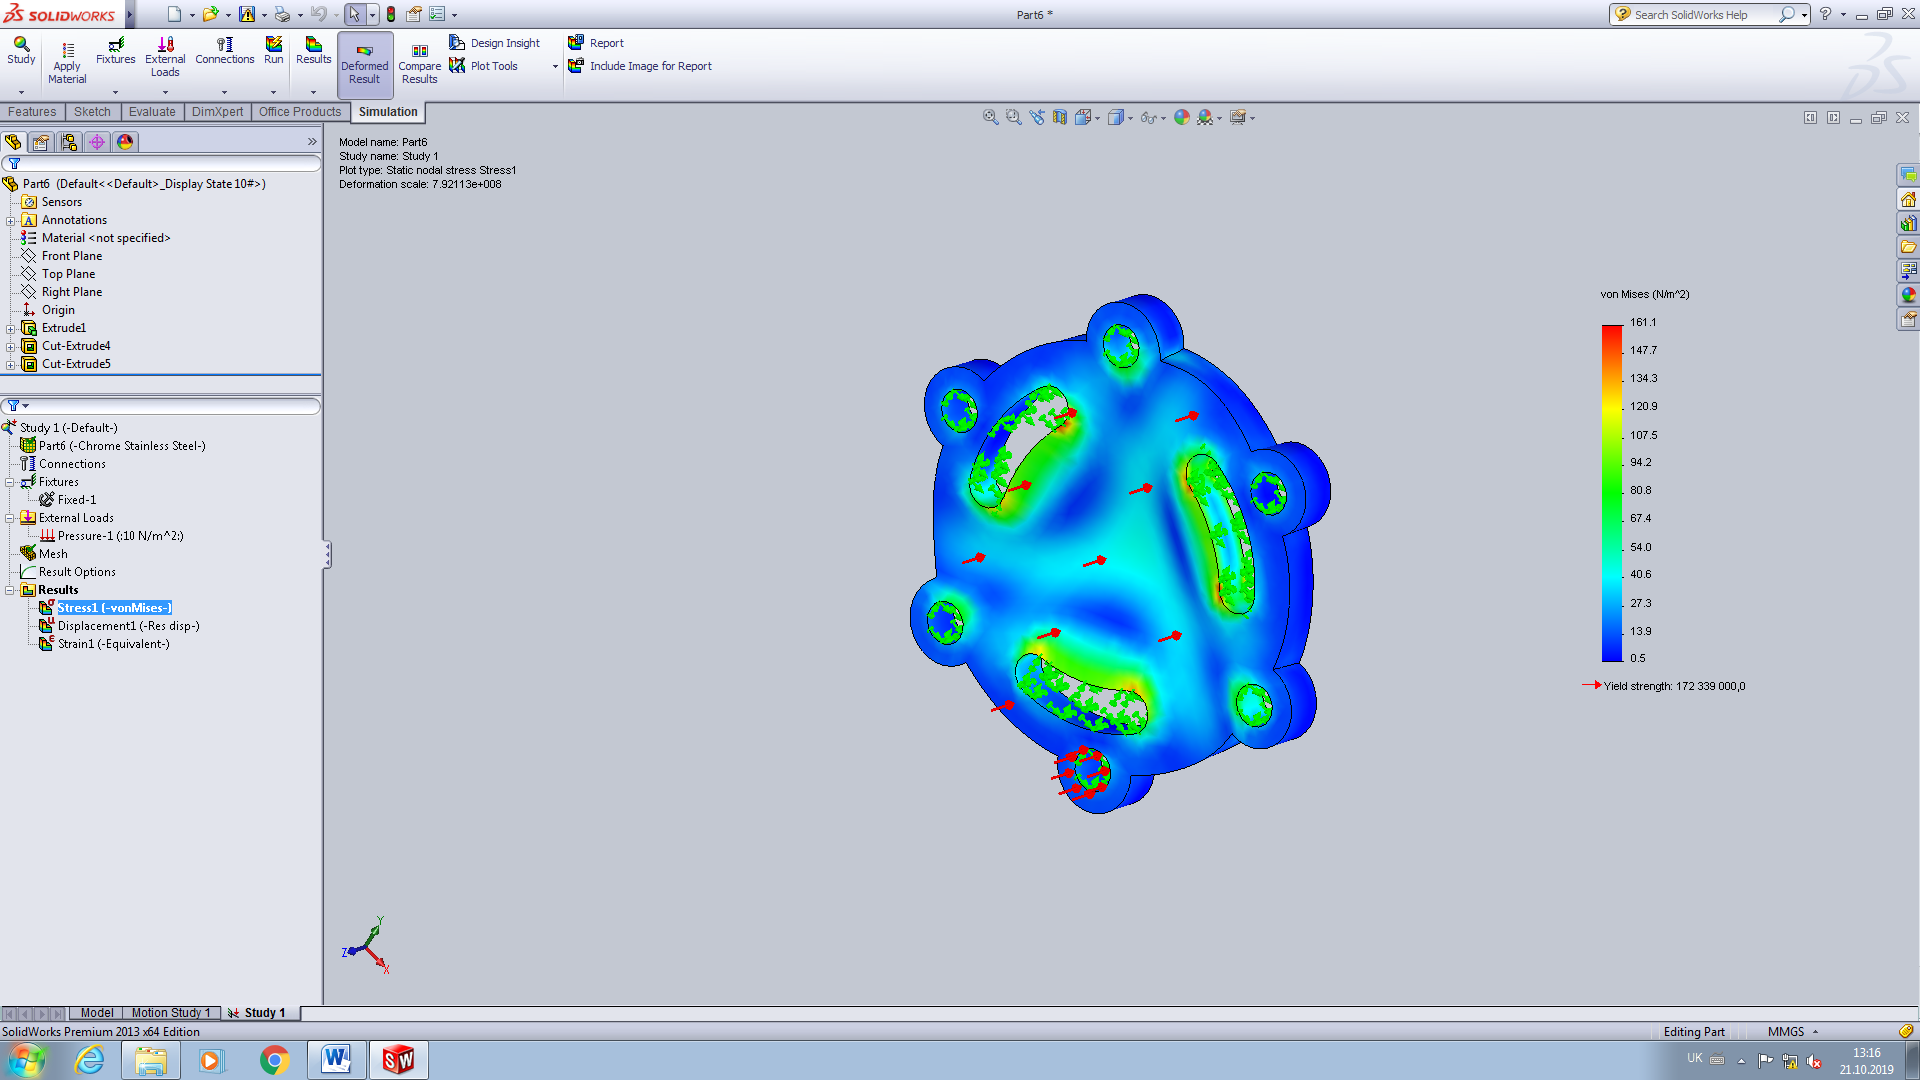 SOLIDWORKS
Part6 *
Search SolidWorks Help
Study
Apply Material
Fixtures
External Loads
Connections
Run
Results
Deformed Result
Compare Results
Design Insight
Plot Tools
Report
Include Image for Report
Features
Sketch
Evaluate
DimXpert
Office Products
Simulation
Part6 (Default<<Default>_Display State 10#>)
Sensors
Annotations
Material <not specified>
Front Plane
Top Plane
Right Plane
Origin
Extrude1
Cut-Extrude4
Cut-Extrude5
Study 1 (-Default-)
Part6 (-Chrome Stainless Steel-)
Connections
Fixtures
Fixed-1
External Loads
Pressure-1 (:10 N/m^2:)
Mesh
Result Options
Results
Stress1 (-vonMises-)
Displacement1 (-Res disp-)
Strain1 (-Equivalent-)
Model name: Part6
Study name: Study 1
Plot type: Static nodal stress Stress1
Deformation scale: 7.92113e+008
von Mises (N/m^2)
161.1
147.7
134.3
120.9
107.5
94.2
80.8
67.4
54.0
40.6
27.3
13.9
0.5
Yield strength: 172 339 000,0
Y
Z
X
Model
Motion Study 1
Study 1
SolidWorks Premium 2013 x64 Edition
Editing Part
MMGS
UK
13:16
21.10.2019